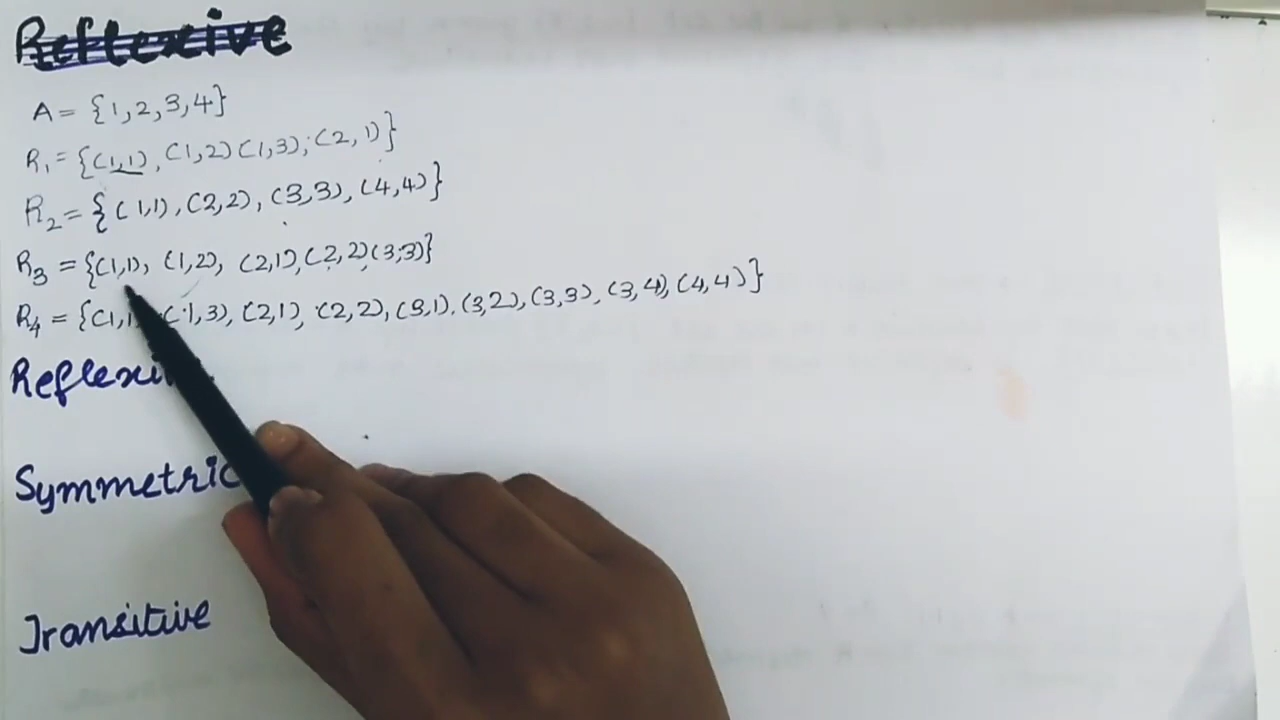 Reflexive
A = {1,2,3,4}
R1 = {(1,1), (1,2) (1,3), (2,1)}
R2 = {(1,1), (2,2), (3,3), (4,4)}
R3 = {(1,1), (1,2), (2,1), (2,2), (3,3)}
R4 = {(1,1 (1,3), (2,1), (2,2), (3,1), (3,2), (3,3), (3,4), (4,4)}
Reflexi
Symmetric
Transitive